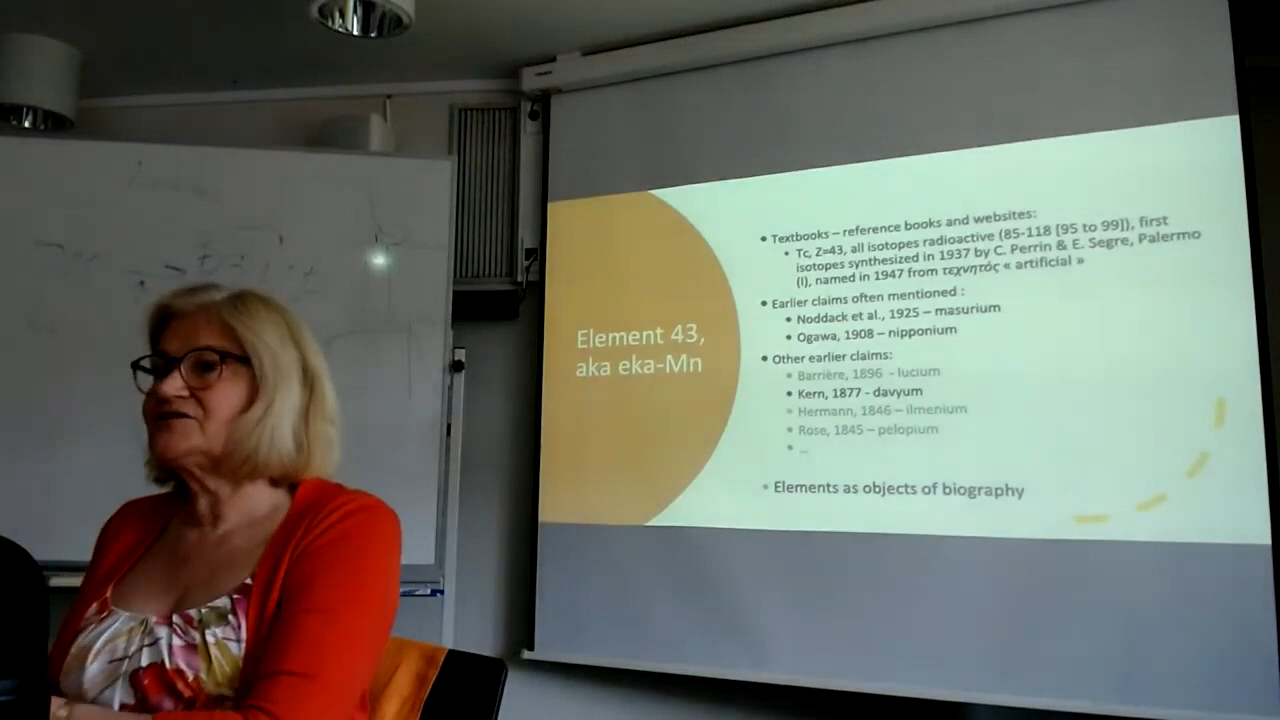 Element 43,
aka eka-Mn
• Textbooks – reference books and websites:
• Tc, Z=43, all isotopes radioactive (85-118 [95 to 99]), first
isotopes synthesized in 1937 by C. Perrin & E. Segre, Palermo
(I), named in 1947 from τεχνητός « artificial »
• Earlier claims often mentioned :
• Noddack et al., 1925 – masurium
• Ogawa, 1908 – nipponium
• Other earlier claims:
• Barrière, 1896 - lucium
• Kern, 1877 - davyum
• Hermann, 1846 – ilmenium
• Rose, 1845 – pelopium
• ...
• Elements as objects of biography